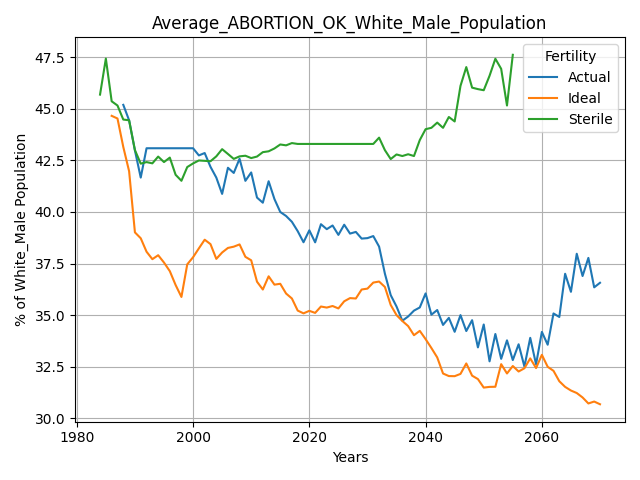 Average_ABORTION_OK_White_Male_Population
Fertility
Actual
Ideal
Sterile
% of White_Male Population
47.5
45.0
42.5
40.0
37.5
35.0
32.5
30.0
1980
2000
2020
2040
2060
Years